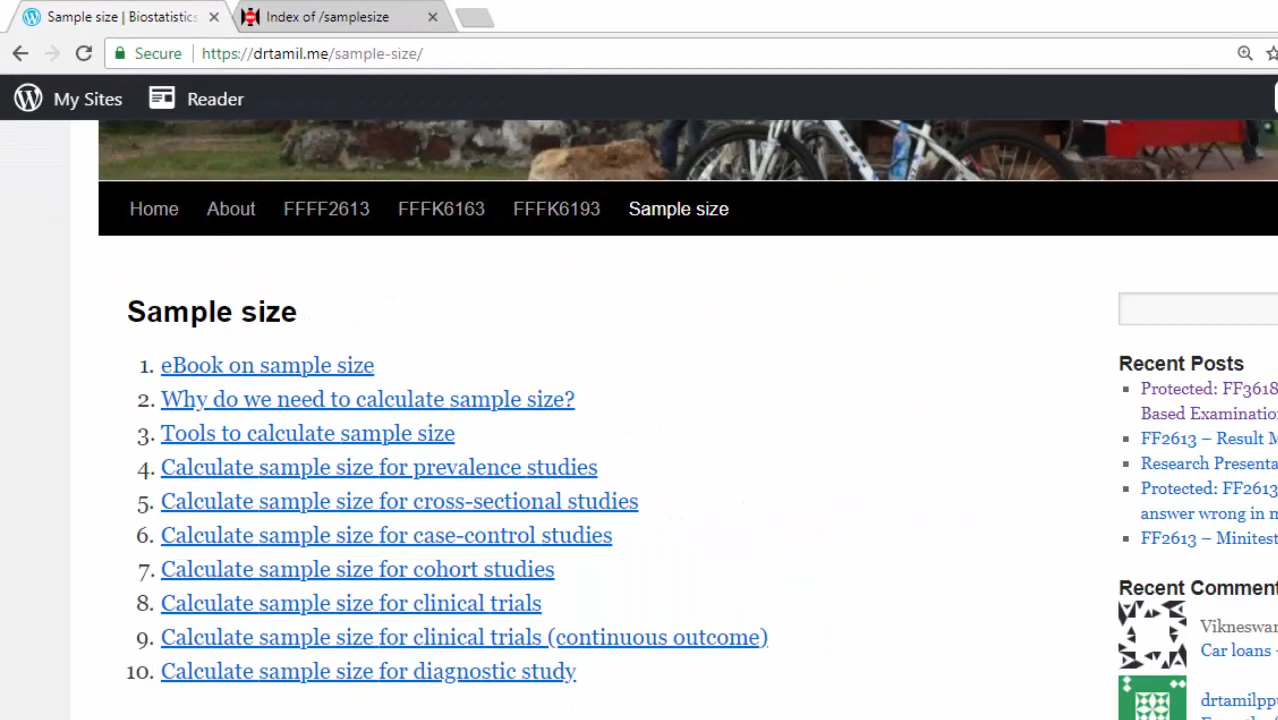 Sample size | Biostatistics
Index of /samplesize
Secure
https://drtamil.me/sample-size/
My Sites
Reader
Home
About
FFFF2613
FFFK6163
FFFK6193
Sample size
Sample size
1. eBook on sample size
2. Why do we need to calculate sample size?
3. Tools to calculate sample size
4. Calculate sample size for prevalence studies
5. Calculate sample size for cross-sectional studies
6. Calculate sample size for case-control studies
7. Calculate sample size for cohort studies
8. Calculate sample size for clinical trials
9. Calculate sample size for clinical trials (continuous outcome)
10. Calculate sample size for diagnostic study
Recent Posts
Protected: FF3618
Based Examination
FF2613 – Result M
Research Presenta
Protected: FF2613
answer wrong in m
FF2613 – Minitest
Recent Comment
Vikneswar
Car loans
drtamilppu